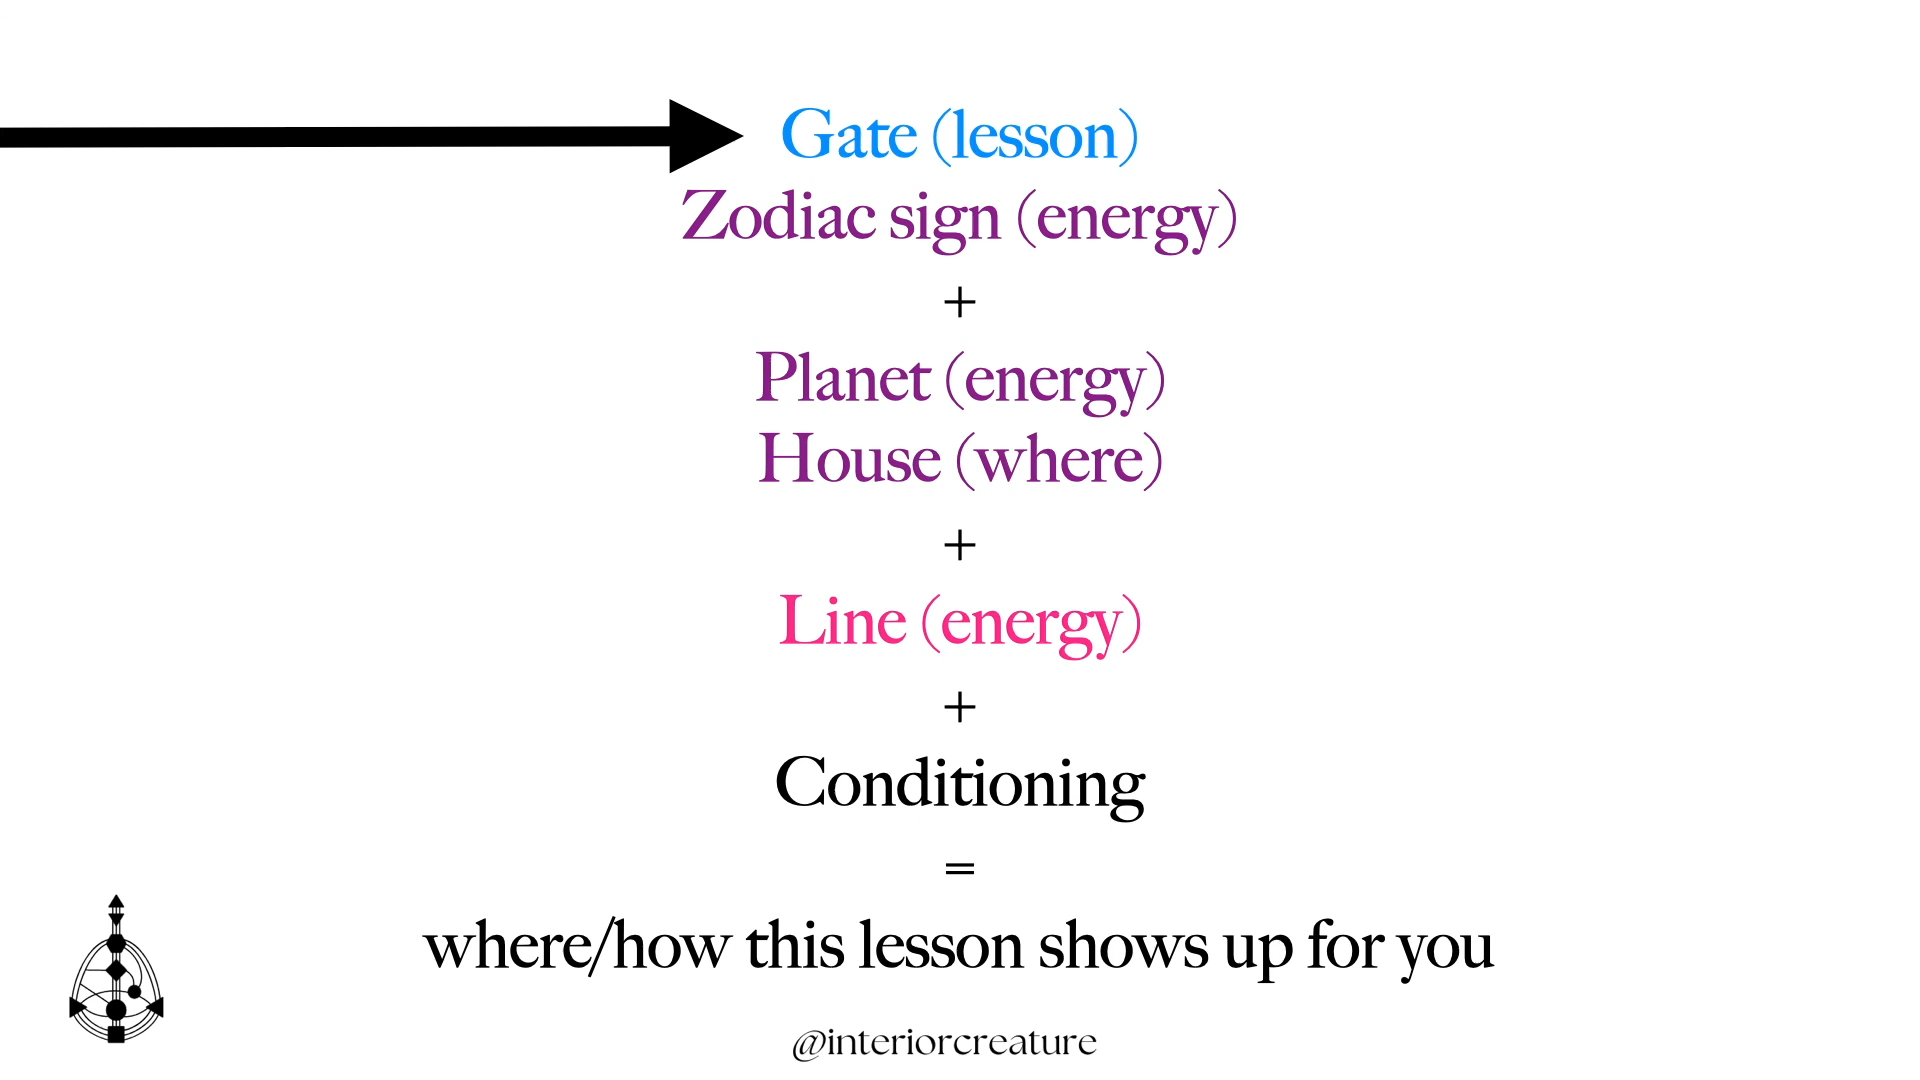 Gate (lesson)
Zodiac sign (energy)
+
Planet (energy)
House (where)
+
Line (energy)
+
Conditioning
=
where/how this lesson shows up for you
@interiorcreature